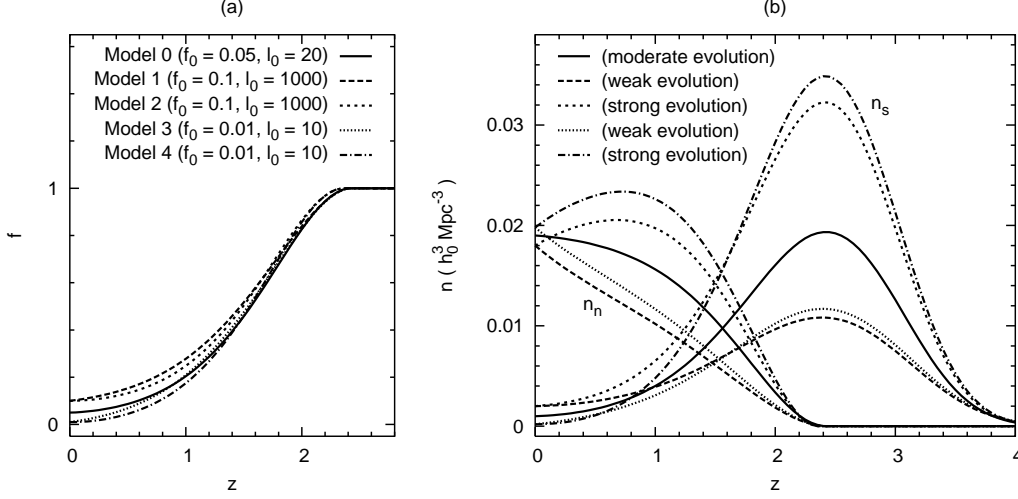 (a)
Model 0 (f0 = 0.05, l0 = 20)
Model 1 (f0 = 0.1, l0 = 1000)
Model 2 (f0 = 0.1, l0 = 1000)
Model 3 (f0 = 0.01, l0 = 10)
Model 4 (f0 = 0.01, l0 = 10)
f
1
0
0
1
2
z
(b)
(moderate evolution)
(weak evolution)
(strong evolution)
(weak evolution)
(strong evolution)
ns
nn
n ( h0^3 Mpc^-3 )
0.03
0.02
0.01
0
0
1
2
3
4
z